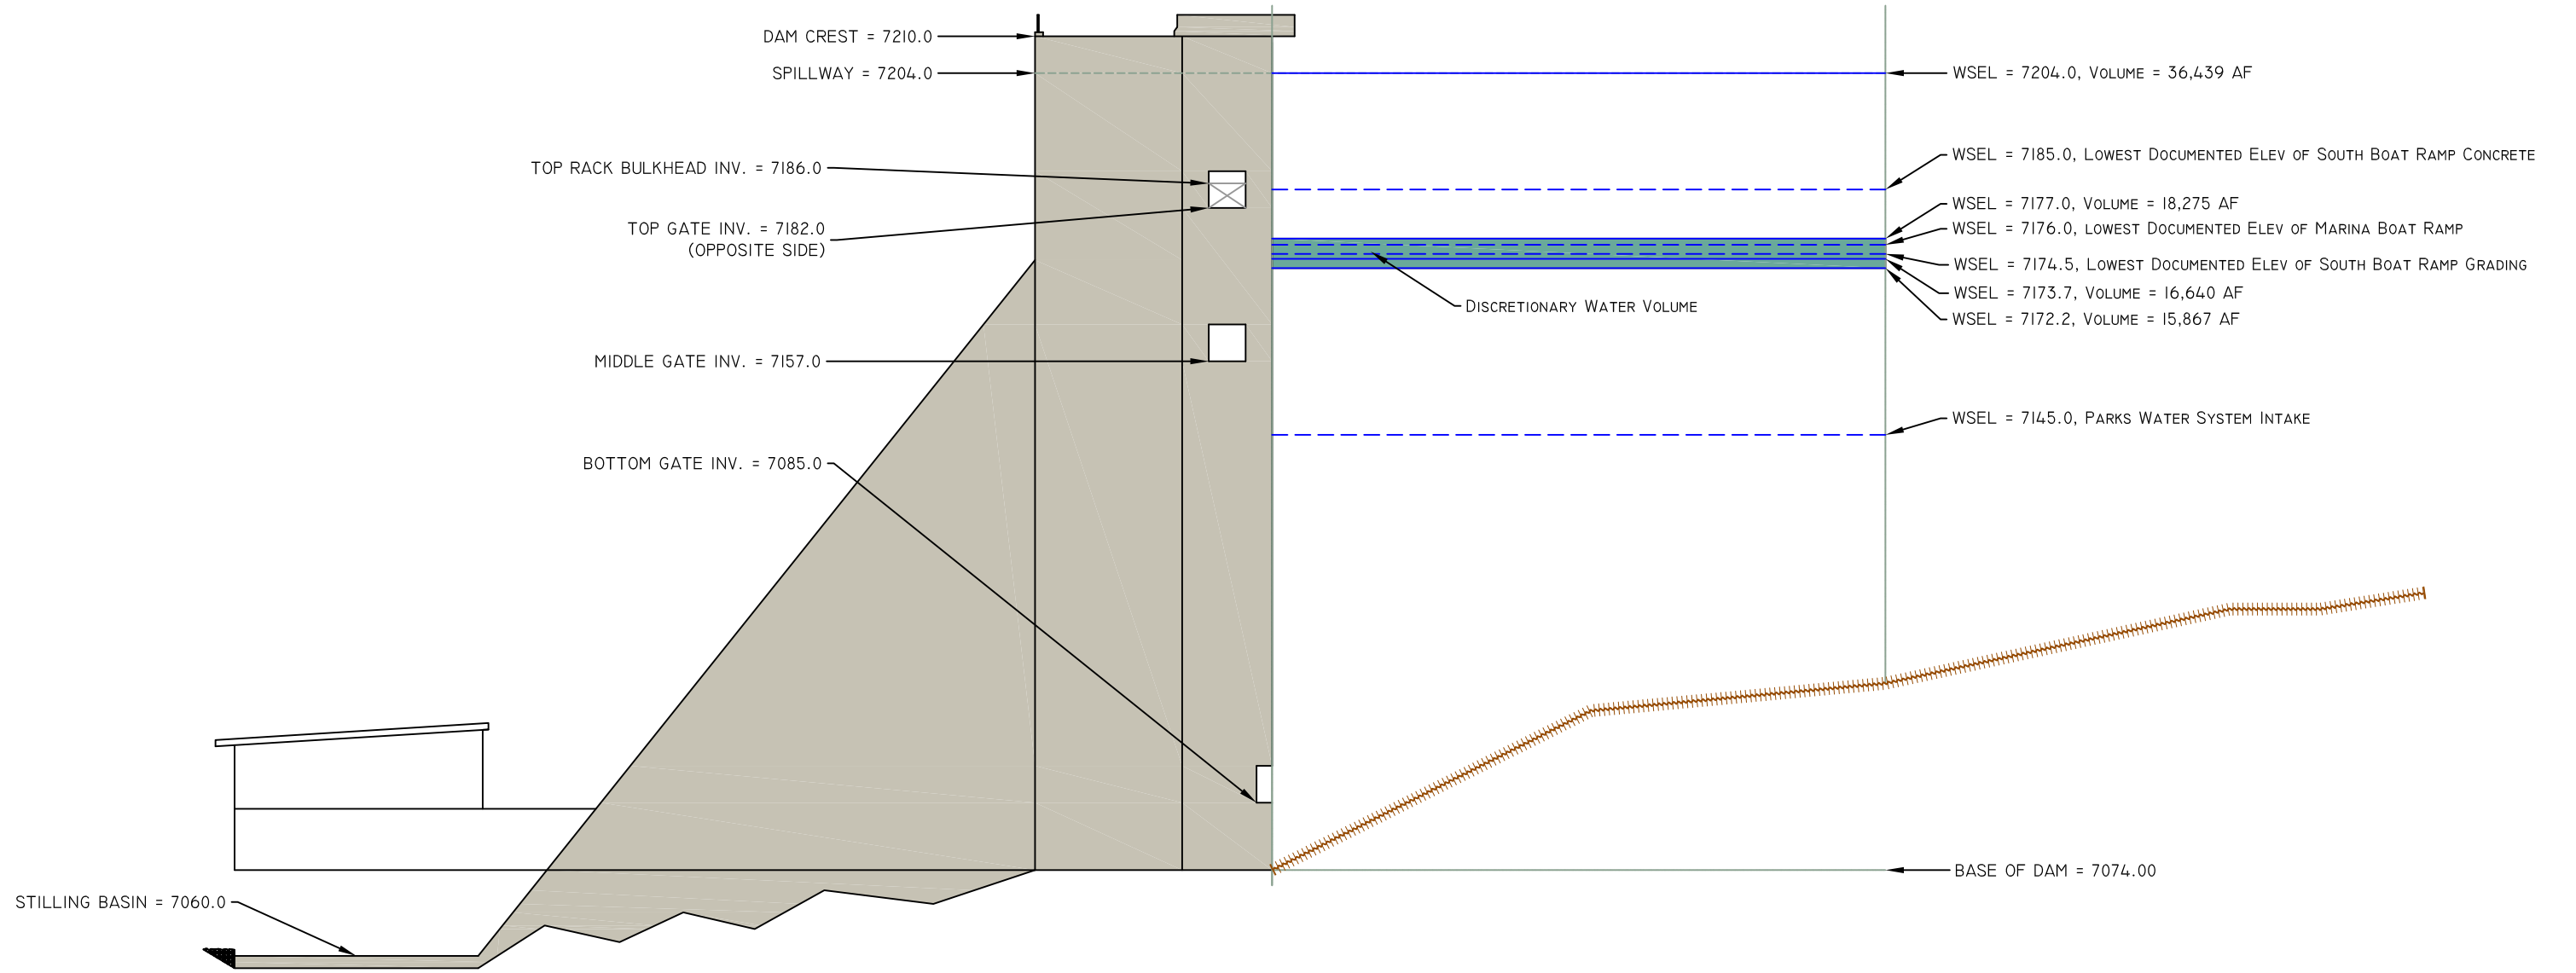 DAM CREST = 7210.0
SPILLWAY = 7204.0
TOP RACK BULKHEAD INV. = 7186.0
TOP GATE INV. = 7182.0
(OPPOSITE SIDE)
MIDDLE GATE INV. = 7157.0
BOTTOM GATE INV. = 7085.0
STILLING BASIN = 7060.0
WSEL = 7204.0, VOLUME = 36,439 AF
WSEL = 7185.0, LOWEST DOCUMENTED ELEV OF SOUTH BOAT RAMP CONCRETE
WSEL = 7177.0, VOLUME = 18,275 AF
WSEL = 7176.0, LOWEST DOCUMENTED ELEV OF MARINA BOAT RAMP
WSEL = 7174.5, LOWEST DOCUMENTED ELEV OF SOUTH BOAT RAMP GRADING
WSEL = 7173.7, VOLUME = 16,640 AF
WSEL = 7172.2, VOLUME = 15,867 AF
DISCRETIONARY WATER VOLUME
WSEL = 7145.0, PARKS WATER SYSTEM INTAKE
BASE OF DAM = 7074.00